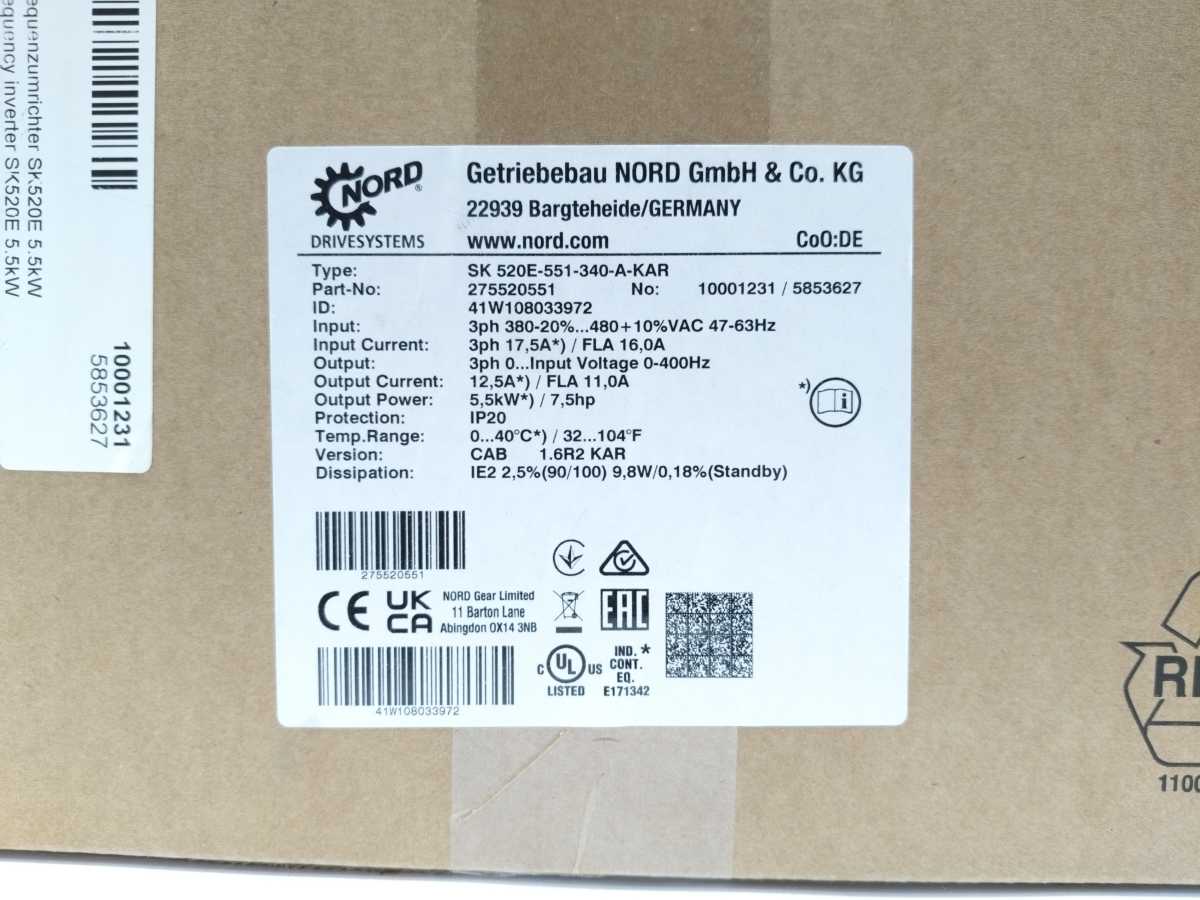 equenzumrichter SK520E 5.5kW
equency inverter SK520E 5.5kW
10001231
5853627
NORD®
DRIVESYSTEMS
Getriebebau NORD GmbH & Co. KG
22939 Bargteheide/GERMANY
www.nord.com CoO:DE
Type: SK 520E-551-340-A-KAR
Part-No: 275520551 No: 10001231 / 5853627
ID: 41W108033972
Input: 3ph 380-20%...480+10%VAC 47-63Hz
Input Current: 3ph 17,5A*) / FLA 16,0A
Output: 3ph 0...Input Voltage 0-400Hz
Output Current: 12,5A*) / FLA 11,0A
Output Power: 5,5kW*) / 7,5hp
Protection: IP20
Temp.Range: 0...40°C*) / 32...104°F
Version: CAB 1.6R2 KAR
Dissipation: IE2 2,5%(90/100) 9,8W/0,18%(Standby)
*) i
275520551
CE UK CA
NORD Gear Limited
11 Barton Lane
Abingdon OX14 3NB
EAC
41W108033972
C UL US
LISTED
IND. *
CONT.
EQ.
E171342
RE
1100